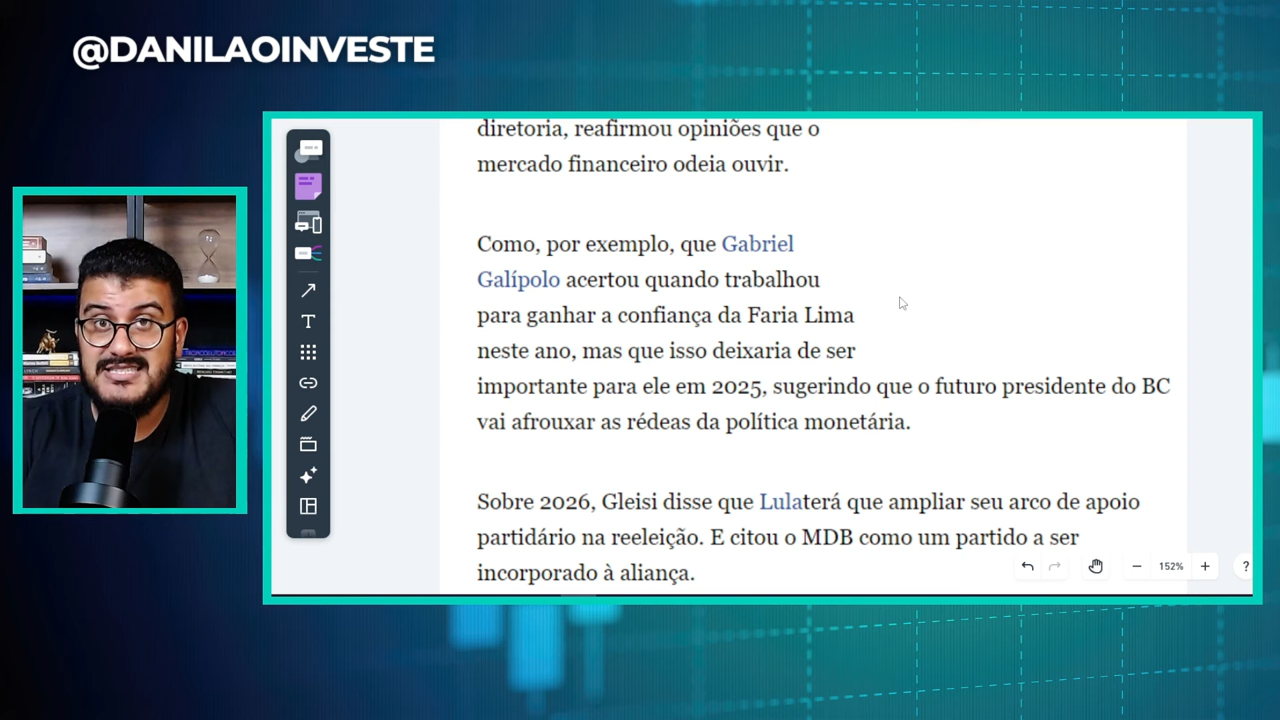 @DANILAOINVESTE
diretoria, reafirmou opiniões que o
mercado financeiro odeia ouvir.
Como, por exemplo, que Gabriel
Galípolo acertou quando trabalhou
para ganhar a confiança da Faria Lima
neste ano, mas que isso deixaria de ser
importante para ele em 2025, sugerindo que o futuro presidente do BC
vai afrouxar as rédeas da política monetária.
Sobre 2026, Gleisi disse que Lulaterá que ampliar seu arco de apoio
partidário na reeleição. E citou o MDB como um partido a ser
incorporado à aliança.
152%
?